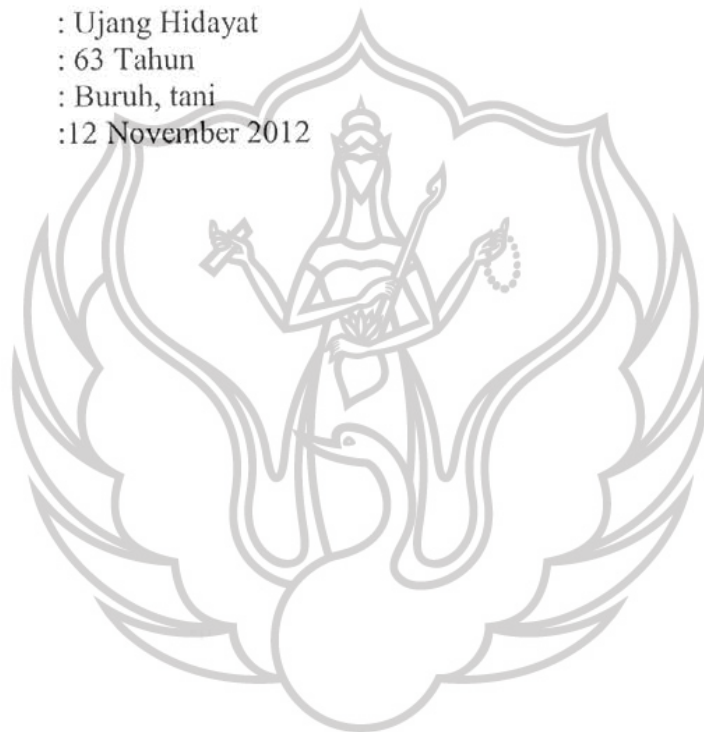 : Ujang Hidayat
: 63 Tahun
: Buruh, tani
:12 November 2012